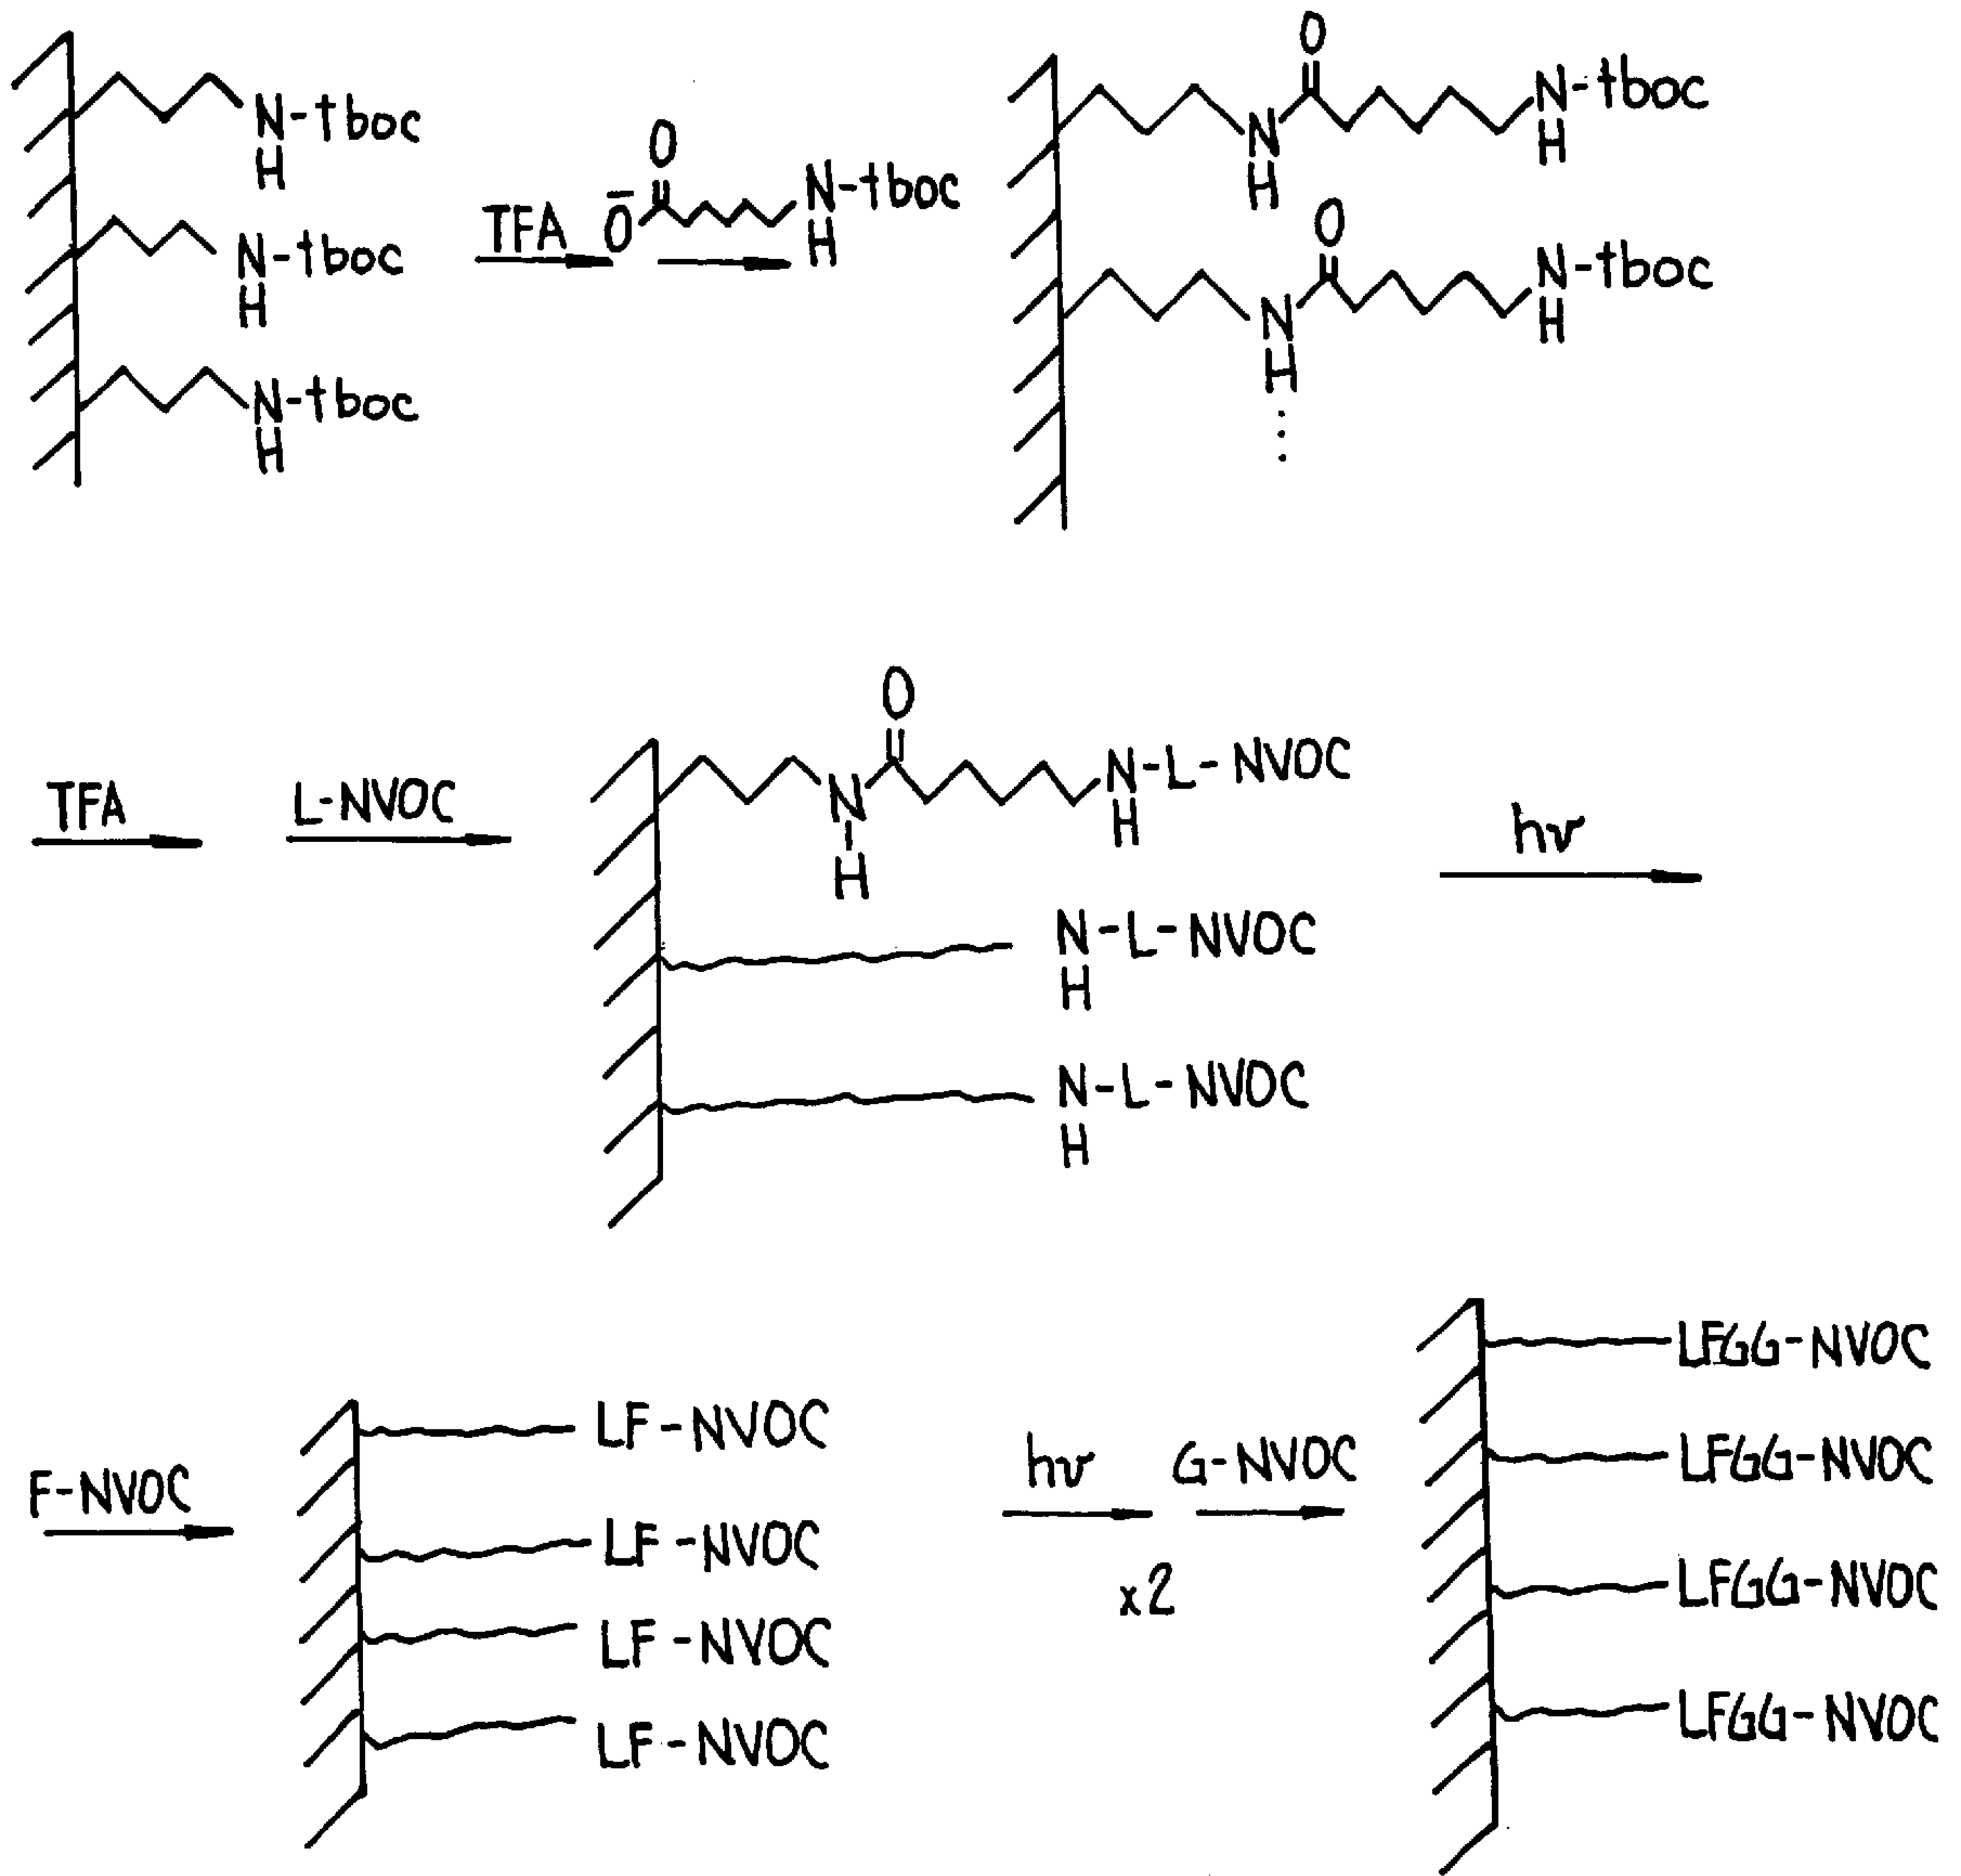 O
N-tboc
H
N-tboc
H
N-tboc
H
TFA
O
Ō
N-tboc
H
O
N
H
N-tboc
H
O
N
H
N-tboc
H
TFA
L-NVOC
O
N
H
N-L-NVOC
H
N-L-NVOC
H
N-L-NVOC
H
hν
F-NVOC
LF-NVOC
LF-NVOC
LF-NVOC
LF-NVOC
hν
G-NVOC
x2
LFGG-NVOC
LFGG-NVOC
LFGG-NVOC
LFGG-NVOC